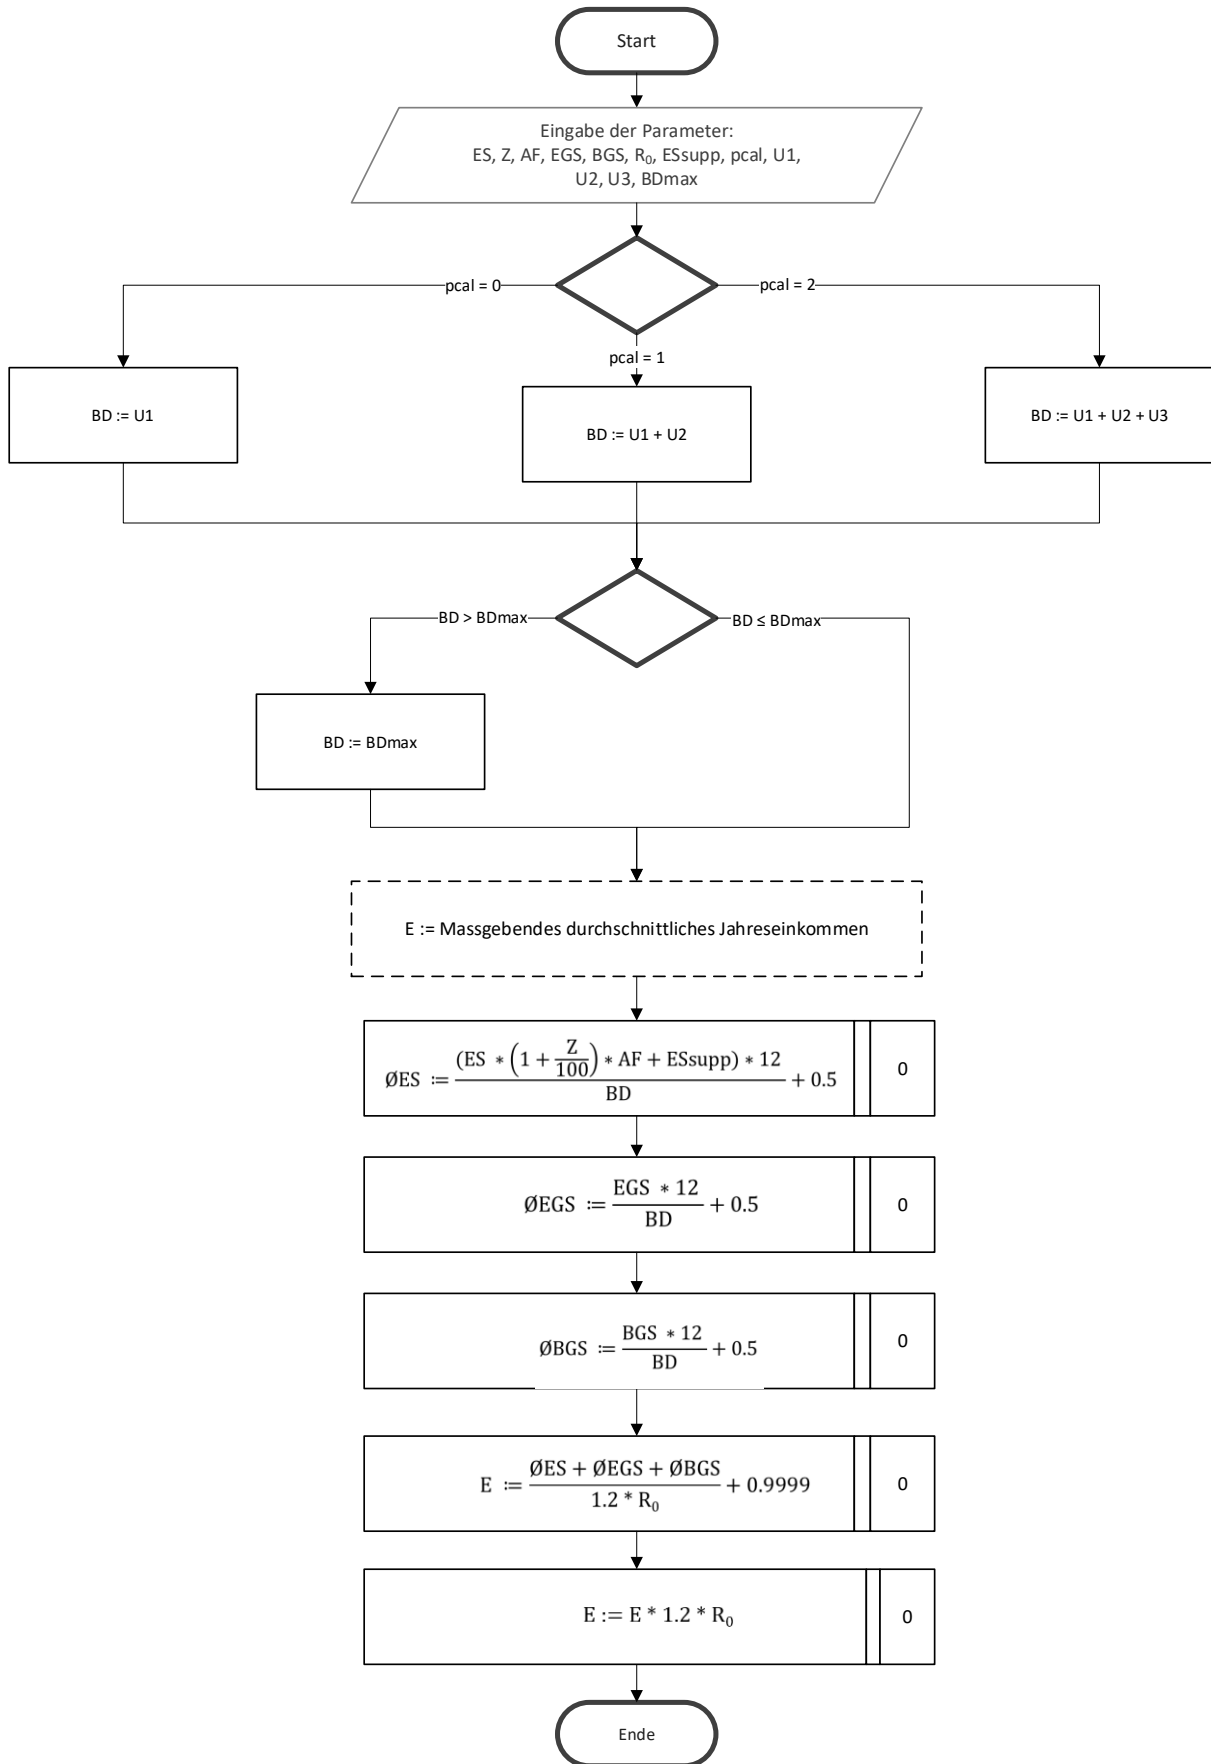 Start
Eingabe der Parameter:
ES, Z, AF, EGS, BGS, R₀, ESsupp, pcal, U1,
U2, U3, BDmax
pcal = 0
pcal = 2
pcal = 1
BD := U1
BD := U1 + U2
BD := U1 + U2 + U3
BD > BDmax
BD ≤ BDmax
BD := BDmax
E := Massgebendes durchschnittliches Jahreseinkommen
ØES := (ES * (1 + Z/100) * AF + ESsupp) * 12 / BD + 0.5
0
ØEGS := EGS * 12 / BD + 0.5
0
ØBGS := BGS * 12 / BD + 0.5
0
E := ØES + ØEGS + ØBGS / 1.2 * R₀ + 0.9999
0
E := E * 1.2 * R₀
0
Ende